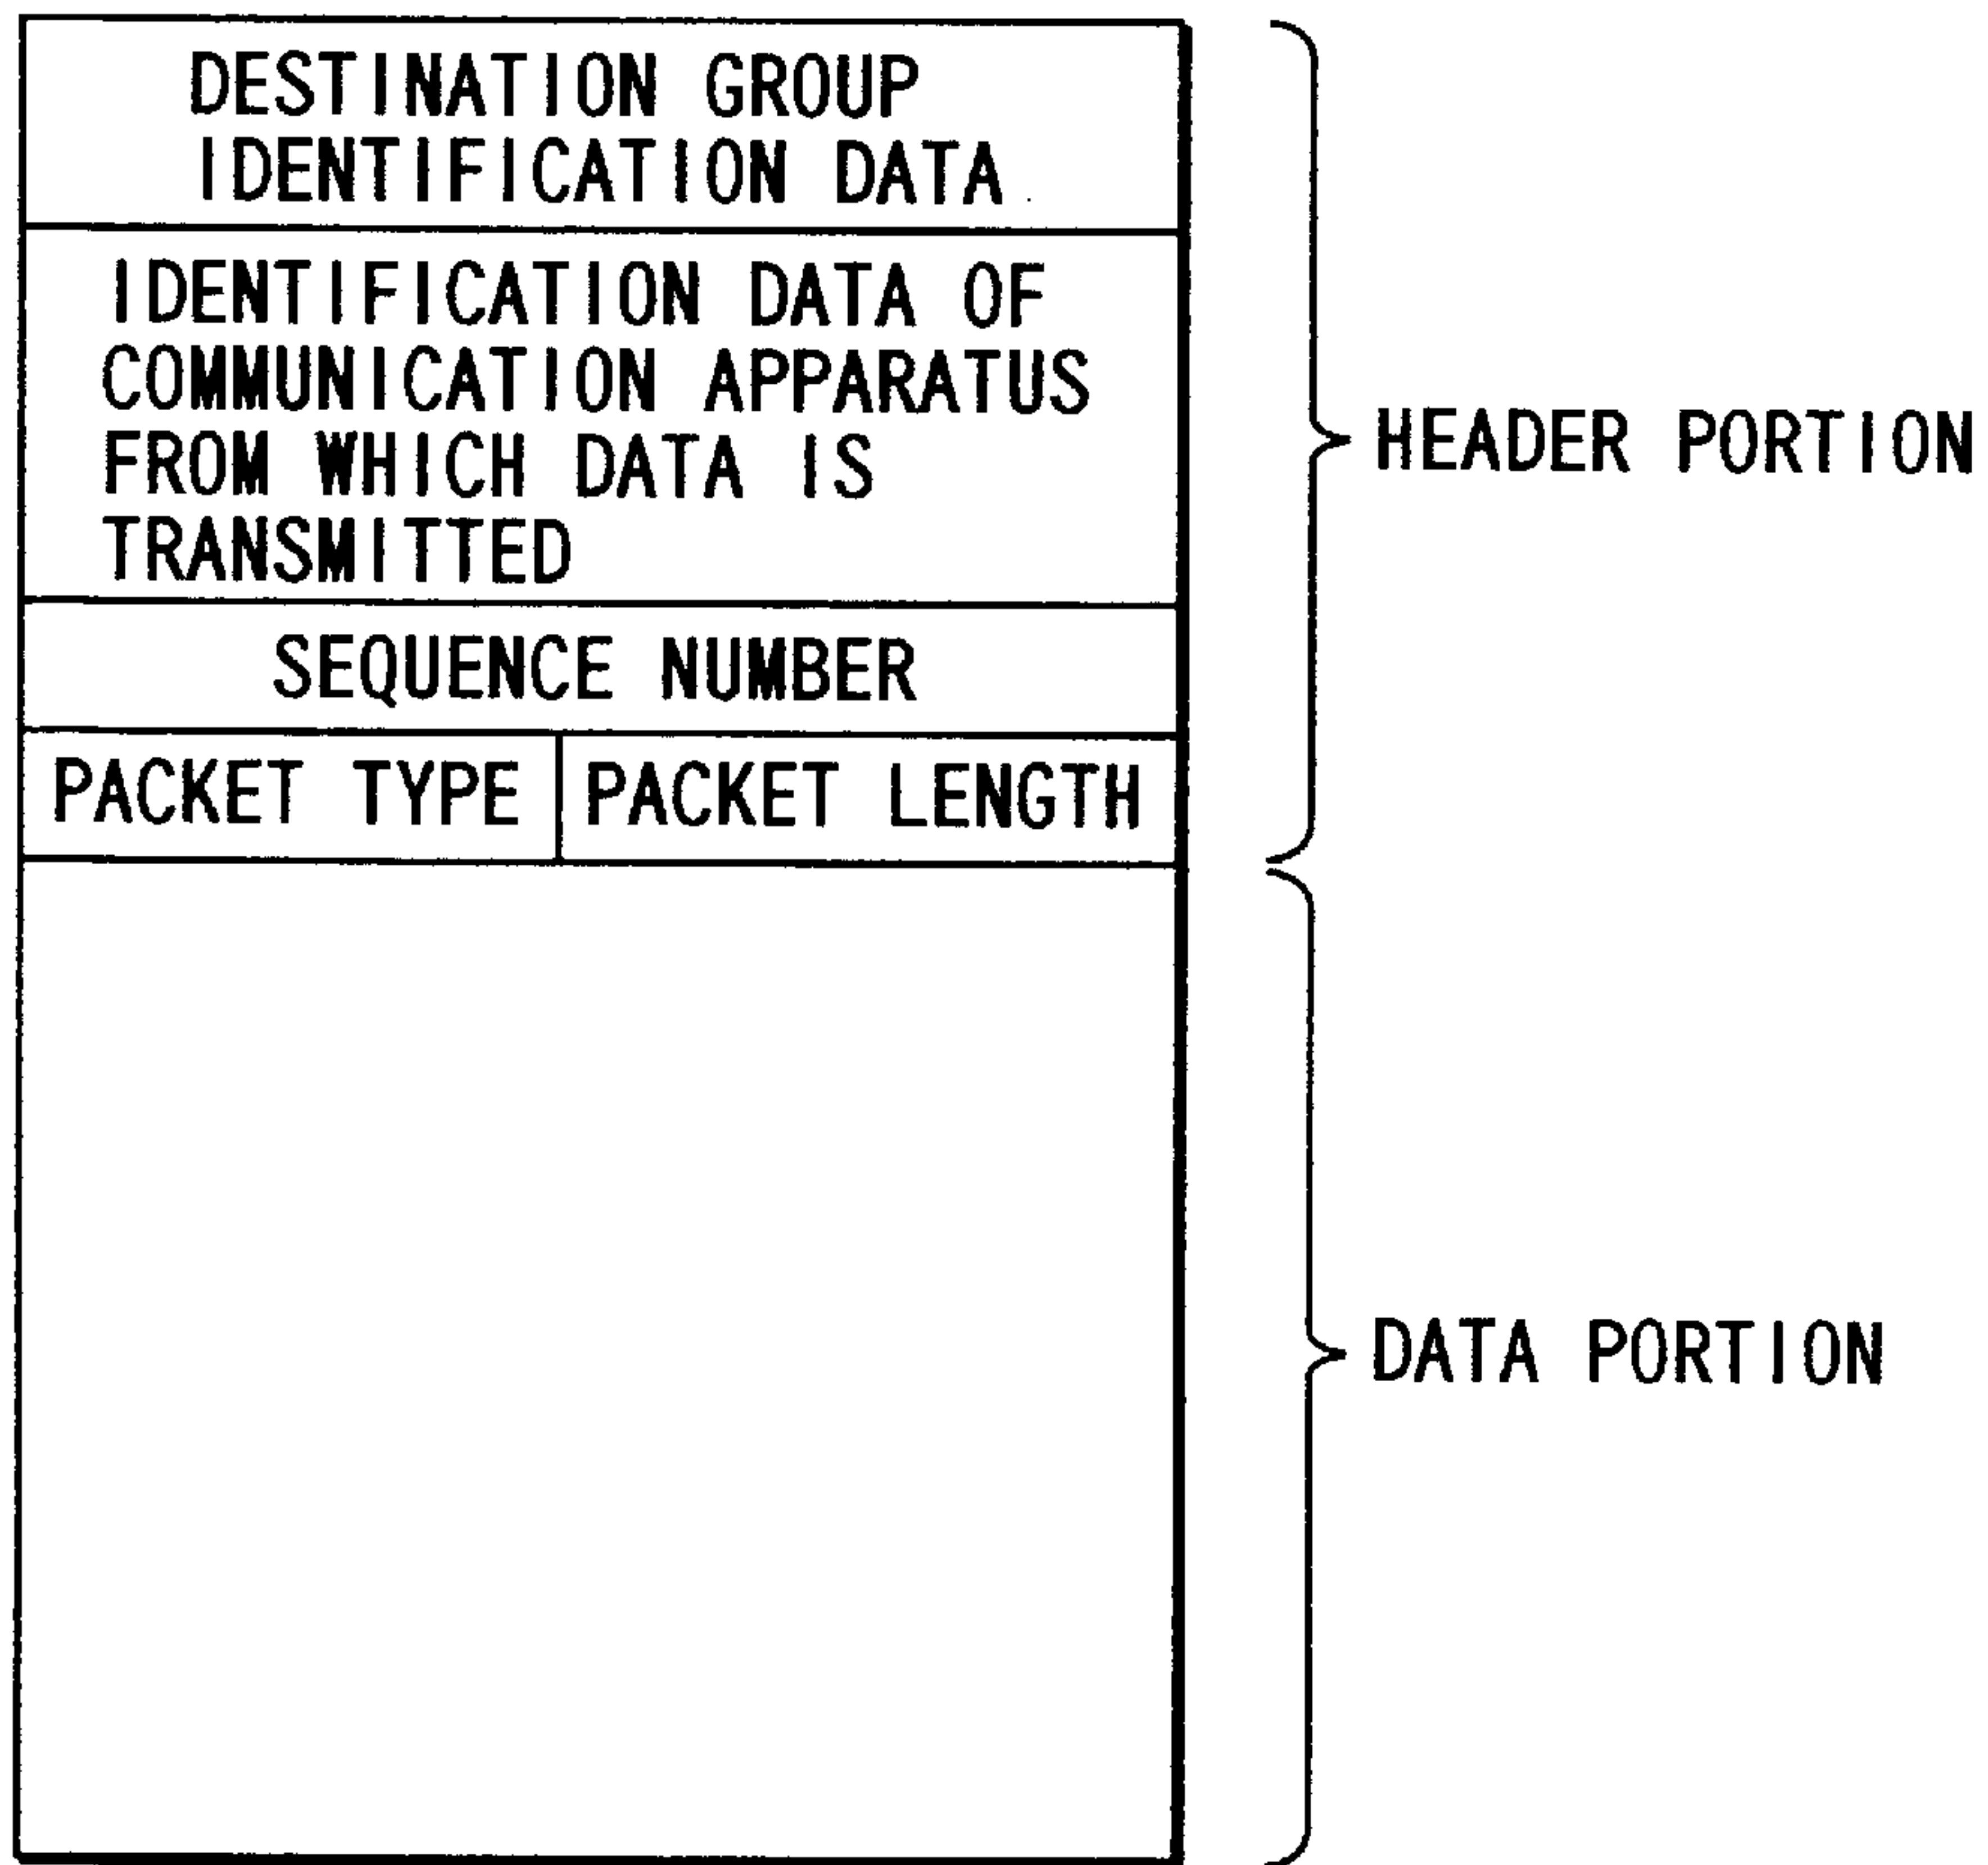 DESTINATION GROUP
IDENTIFICATION DATA
IDENTIFICATION DATA OF
COMMUNICATION APPARATUS
FROM WHICH DATA IS
TRANSMITTED
SEQUENCE NUMBER
PACKET TYPE
PACKET LENGTH
HEADER PORTION
DATA PORTION